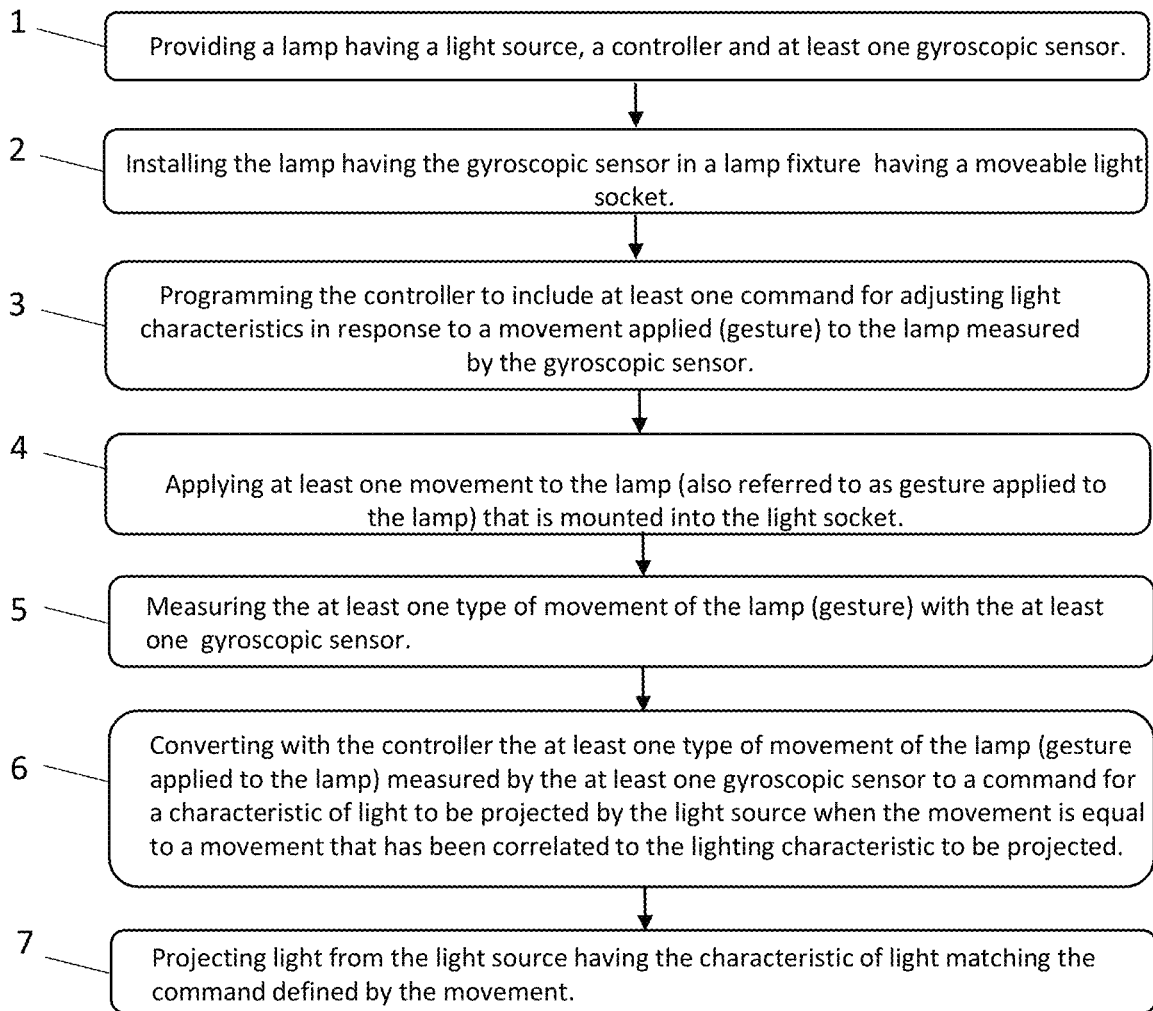 1
Providing a lamp having a light source, a controller and at least one gyroscopic sensor.
2
Installing the lamp having the gyroscopic sensor in a lamp fixture having a moveable light
socket.
3
Programming the controller to include at least one command for adjusting light
characteristics in response to a movement applied (gesture) to the lamp measured
by the gyroscopic sensor.
4
Applying at least one movement to the lamp (also referred to as gesture applied to
the lamp) that is mounted into the light socket.
5
Measuring the at least one type of movement of the lamp (gesture) with the at least
one gyroscopic sensor.
6
Converting with the controller the at least one type of movement of the lamp (gesture
applied to the lamp) measured by the at least one gyroscopic sensor to a command for
a characteristic of light to be projected by the light source when the movement is equal
to a movement that has been correlated to the lighting characteristic to be projected.
7
Projecting light from the light source having the characteristic of light matching the
command defined by the movement.